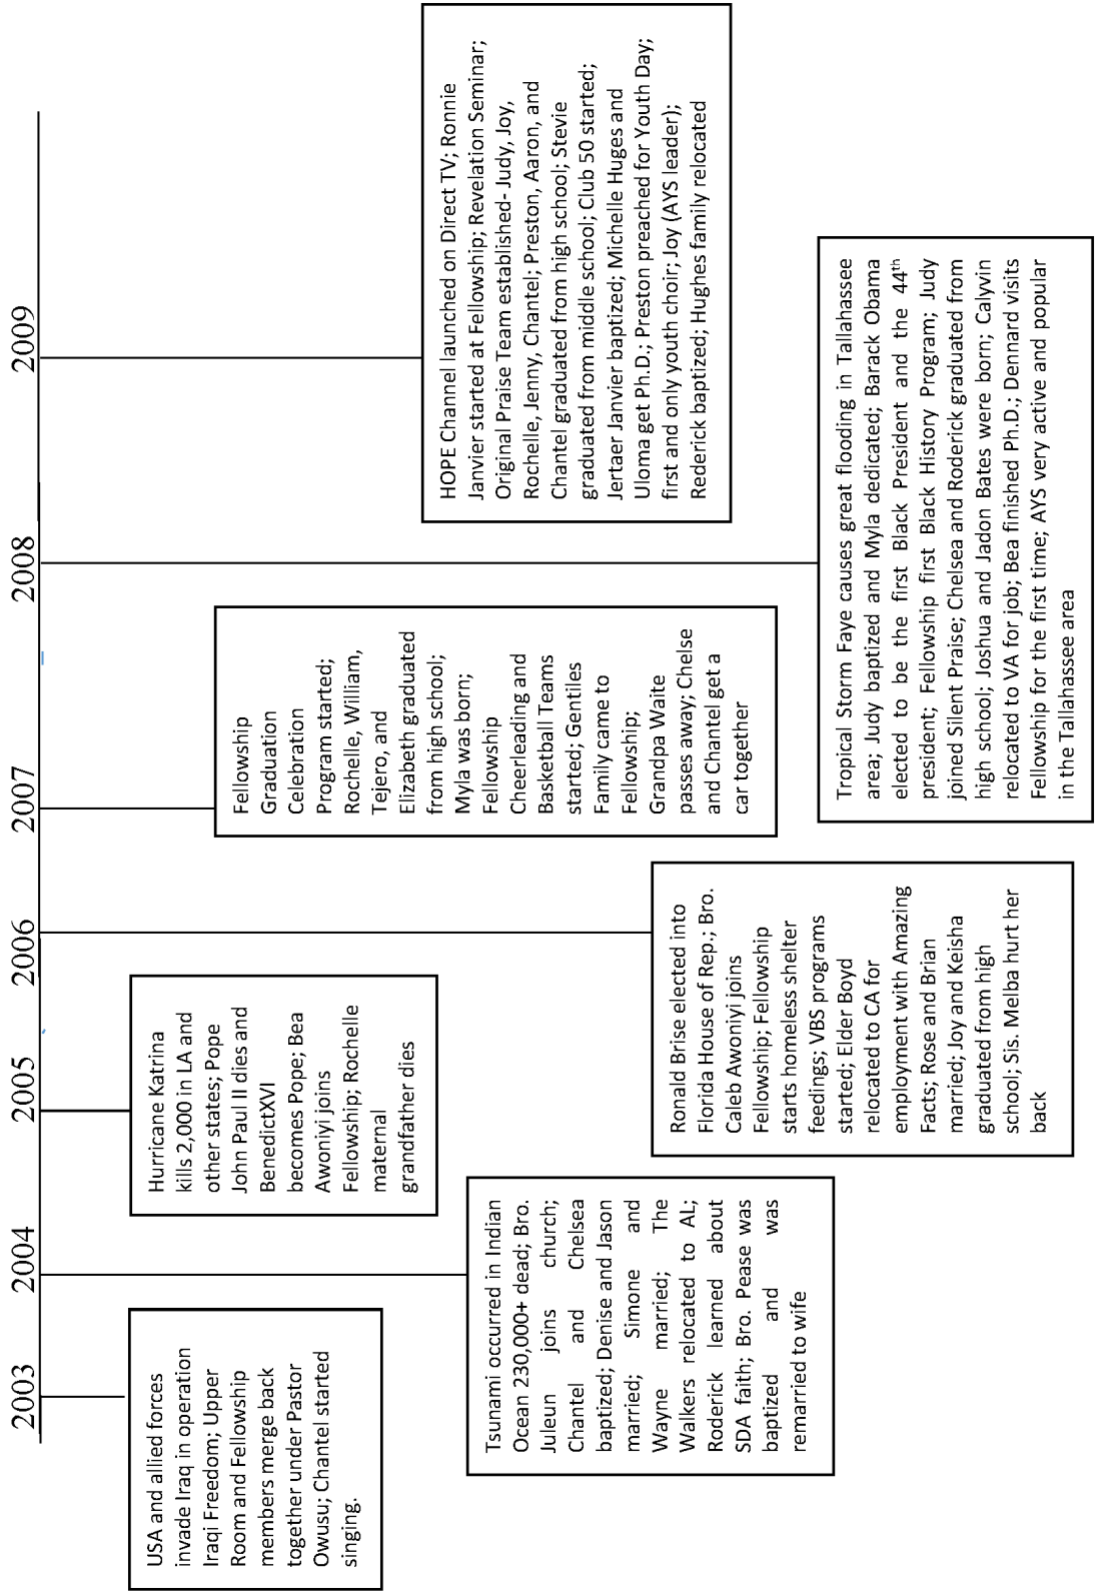 2003
2004
2005
2006
2007
2008
2009
USA and allied forces
invade Iraq in operation
Iraqi Freedom; Upper
Room and Fellowship
members merge back
together under Pastor
Owusu; Chantel started
singing.
Tsunami occurred in Indian
Ocean 230,000+ dead; Bro.
Juleun joins church;
Chantel and Chelsea
baptized; Denise and Jason
married; Simone and
Wayne married; The
Walkers relocated to AL;
Roderick learned about
SDA faith; Bro. Pease was
baptized and was
remarried to wife
Hurricane Katrina
kills 2,000 in LA and
other states; Pope
John Paul II dies and
BenedictXVI
becomes Pope; Bea
Awoniyi joins
Fellowship; Rochelle
maternal
grandfather dies
Ronald Brise elected into
Florida House of Rep.; Bro.
Caleb Awoniyi joins
Fellowship; Fellowship
starts homeless shelter
feedings; VBS programs
started; Elder Boyd
relocated to CA for
employment with Amazing
Facts; Rose and Brian
married; Joy and Keisha
graduated from high
school; Sis. Melba hurt her
back
Fellowship
Graduation
Celebration
Program started;
Rochelle, William,
Tejero, and
Elizabeth graduated
from high school;
Myla was born;
Fellowship
Cheerleading and
Basketball Teams
started; Gentiles
Family came to
Fellowship;
Grandpa Waite
passes away; Chelse
and Chantel get a
car together
Tropical Storm Faye causes great flooding in Tallahassee
area; Judy baptized and Myla dedicated; Barack Obama
elected to be the first Black President and the 44th
president; Fellowship first Black History Program; Judy
joined Silent Praise; Chelsea and Roderick graduated from
high school; Joshua and Jadon Bates were born; Calyvin
relocated to VA for job; Bea finished Ph.D.; Dennard visits
Fellowship for the first time; AYS very active and popular
in the Tallahassee area
HOPE Channel launched on Direct TV; Ronnie
Janvier started at Fellowship; Revelation Seminar;
Original Praise Team established- Judy, Joy,
Rochelle, Jenny, Chantel; Preston, Aaron, and
Chantel graduated from high school; Stevie
graduated from middle school; Club 50 started;
Jertaer Janvier baptized; Michelle Huges and
Uloma get Ph.D.; Preston preached for Youth Day;
first and only youth choir; Joy (AYS leader);
Rederick baptized; Hughes family relocated